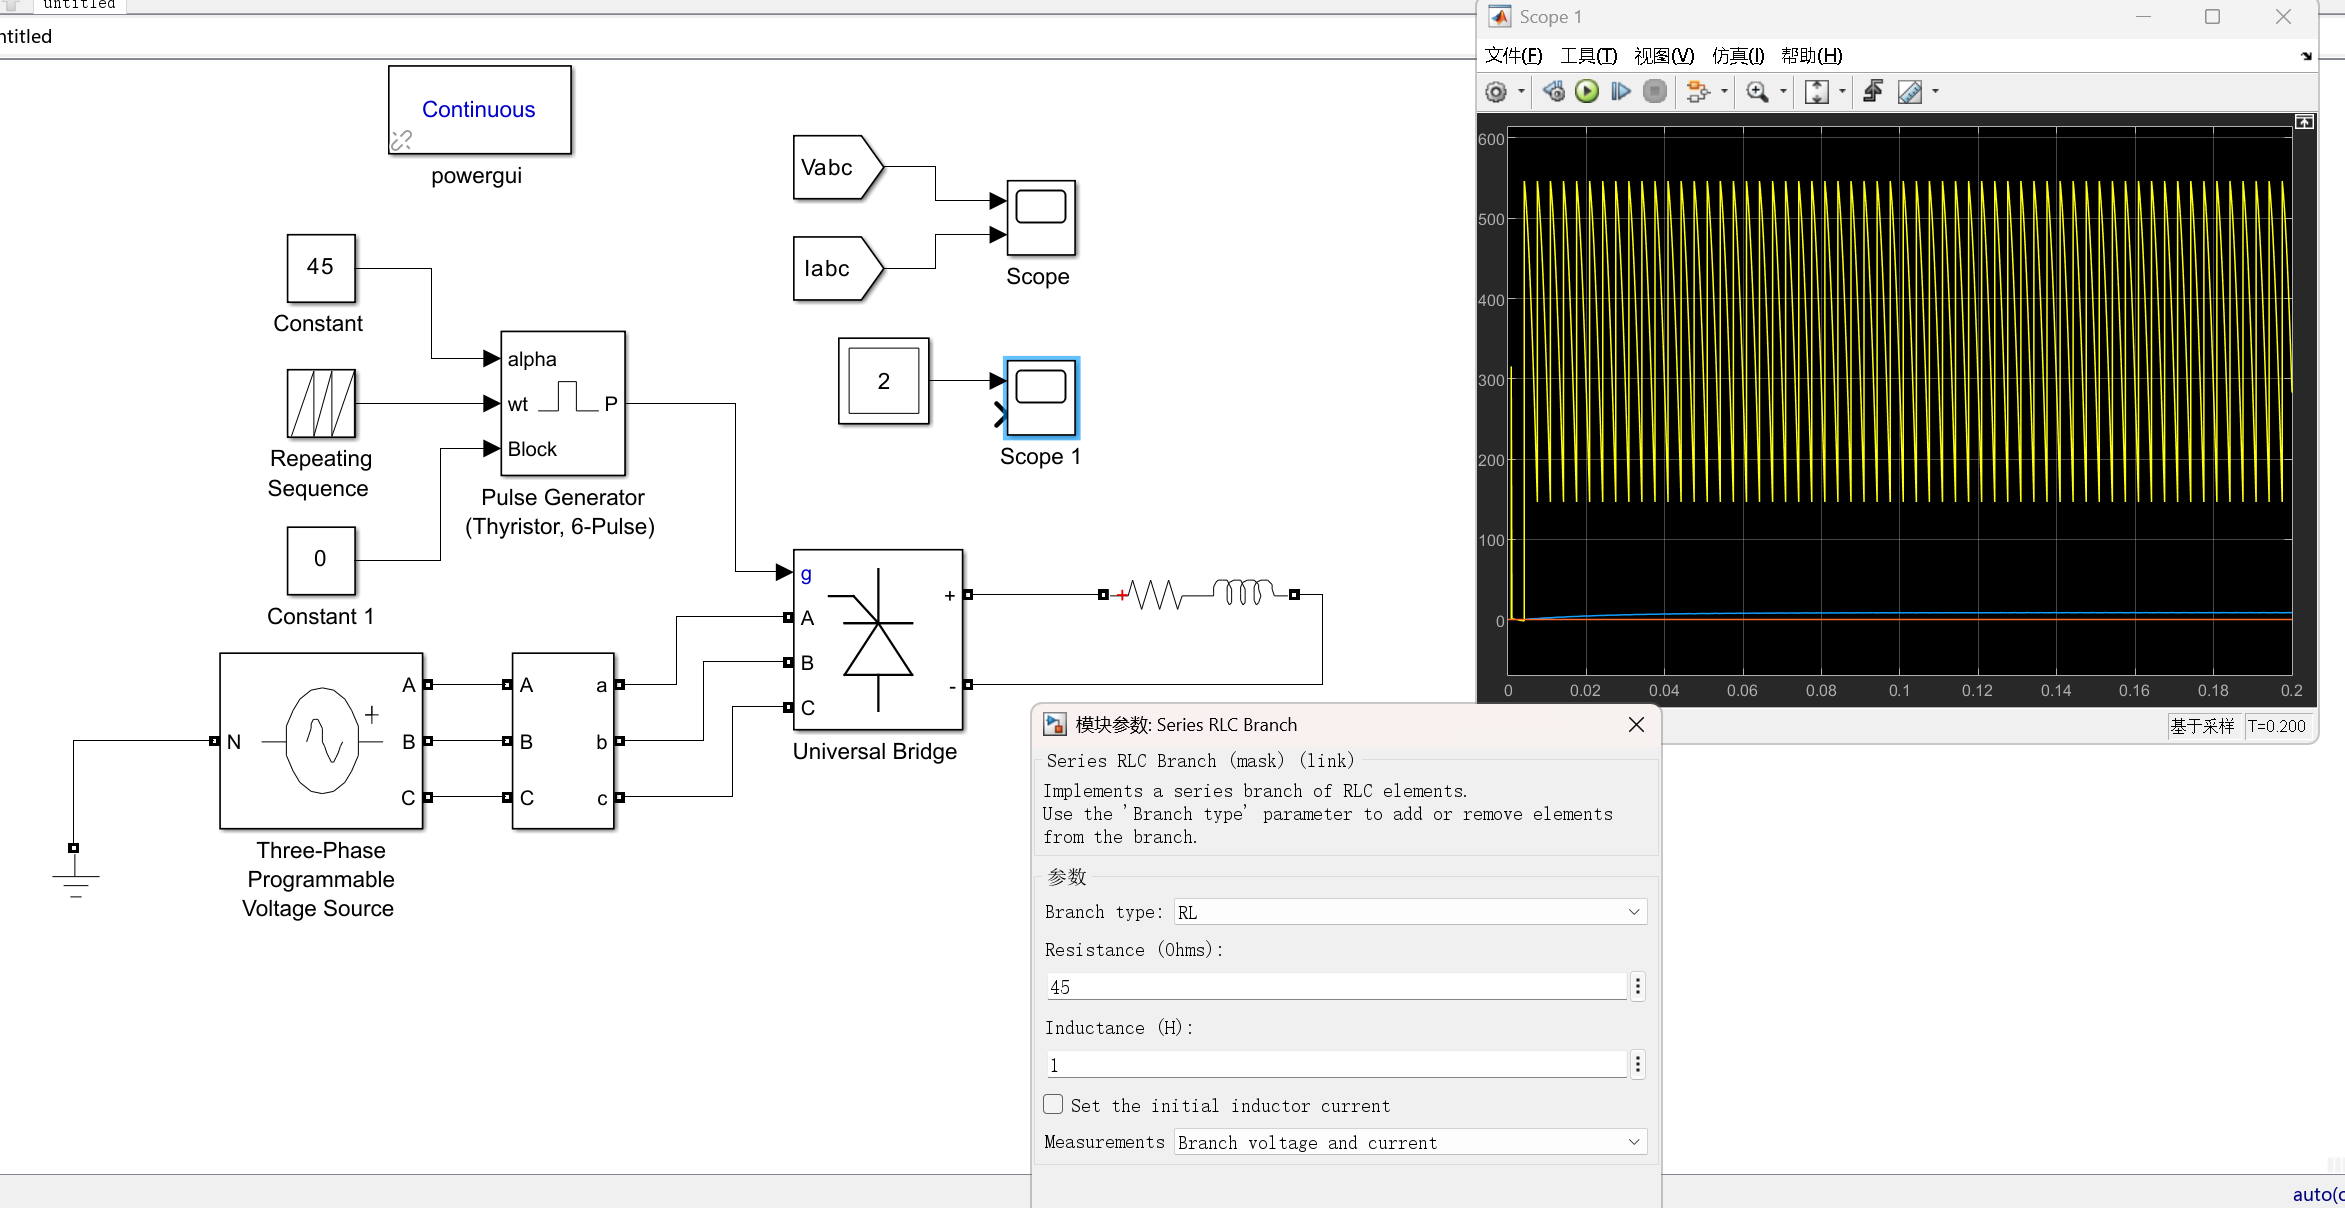 untitled
ntitled
Continuous
powergui
Vabc
Iabc
Scope
45
Constant
Repeating
Sequence
0
Constant 1
alpha
wt
P
Block
Pulse Generator
(Thyristor, 6-Pulse)
2
Scope 1
g
A
B
C
+
-
Universal Bridge
N
A
B
C
Three-Phase
Programmable
Voltage Source
A
B
C
a
b
c
+
Scope 1
文件(F) 工具(T) 视图(V) 仿真(I) 帮助(H)
600
500
400
300
200
100
0
0 0.02 0.04 0.06 0.08 0.1 0.12 0.14 0.16 0.18 0.2
基于采样 T=0.200
模块参数: Series RLC Branch
Series RLC Branch (mask) (link)
Implements a series branch of RLC elements.
Use the 'Branch type' parameter to add or remove elements
from the branch.
参数
Branch type: RL
Resistance (Ohms):
45
Inductance (H):
1
Set the initial inductor current
Measurements Branch voltage and current